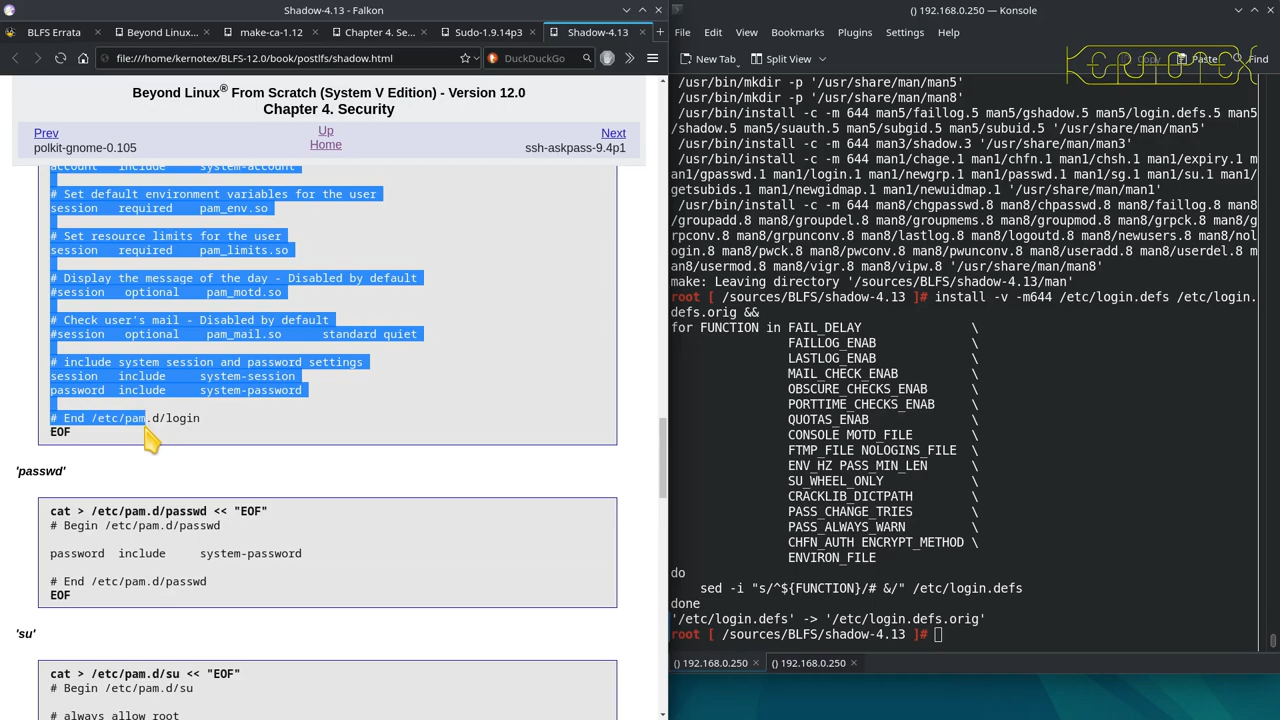 Shadow-4.13 - Falkon
BLFS Errata
Beyond Linux...
make-ca-1.12
Chapter 4. Se...
Sudo-1.9.14p3
Shadow-4.13
file:///home/kernotex/BLFS-12.0/book/postlfs/shadow.html
DuckDuckGo
Beyond Linux® From Scratch (System V Edition) - Version 12.0
Chapter 4. Security
Prev
Up
Next
polkit-gnome-0.105
Home
ssh-askpass-9.4p1
account include system-account
# Set default environment variables for the user
session required pam_env.so
# Set resource limits for the user
session required pam_limits.so
# Display the message of the day - Disabled by default
#session optional pam_motd.so
# Check user's mail - Disabled by default
#session optional pam_mail.so standard quiet
# include system session and password settings
session include system-session
password include system-password
# End /etc/pam.d/login
EOF
'passwd'
cat > /etc/pam.d/passwd << "EOF"
# Begin /etc/pam.d/passwd
password include system-password
# End /etc/pam.d/passwd
EOF
'su'
cat > /etc/pam.d/su << "EOF"
# Begin /etc/pam.d/su
# always allow root
() 192.168.0.250 — Konsole
File Edit View Bookmarks Plugins Settings Help
New Tab Split View Copy Paste Find
KernoteX
/usr/bin/mkdir -p '/usr/share/man/man5'
/usr/bin/mkdir -p '/usr/share/man/man8'
/usr/bin/install -c -m 644 man5/faillog.5 man5/gshadow.5 man5/login.defs.5 man5
/shadow.5 man5/suauth.5 man5/subgid.5 man5/subuid.5 '/usr/share/man/man5'
/usr/bin/install -c -m 644 man3/shadow.3 '/usr/share/man/man3'
/usr/bin/install -c -m 644 man1/chage.1 man1/chfn.1 man1/chsh.1 man1/expiry.1 m
an1/gpasswd.1 man1/login.1 man1/newgrp.1 man1/passwd.1 man1/sg.1 man1/su.1 man1/
getsubids.1 man1/newgidmap.1 man1/newuidmap.1 '/usr/share/man/man1'
/usr/bin/install -c -m 644 man8/chgpasswd.8 man8/chpasswd.8 man8/faillog.8 man8
/groupadd.8 man8/groupdel.8 man8/groupmems.8 man8/groupmod.8 man8/grpck.8 man8/g
rpconv.8 man8/grpunconv.8 man8/lastlog.8 man8/logoutd.8 man8/newusers.8 man8/nol
ogin.8 man8/pwck.8 man8/pwconv.8 man8/pwunconv.8 man8/useradd.8 man8/userdel.8 m
an8/usermod.8 man8/vigr.8 man8/vipw.8 '/usr/share/man/man8'
make: Leaving directory '/sources/BLFS/shadow-4.13/man'
root [ /sources/BLFS/shadow-4.13 ]# install -v -m644 /etc/login.defs /etc/login.
defs.orig &&
for FUNCTION in FAIL_DELAY \
FAILLOG_ENAB \
LASTLOG_ENAB \
MAIL_CHECK_ENAB \
OBSCURE_CHECKS_ENAB \
PORTTIME_CHECKS_ENAB \
QUOTAS_ENAB \
CONSOLE MOTD_FILE \
FTMP_FILE NOLOGINS_FILE \
ENV_HZ PASS_MIN_LEN \
SU_WHEEL_ONLY \
CRACKLIB_DICTPATH \
PASS_CHANGE_TRIES \
PASS_ALWAYS_WARN \
CHFN_AUTH ENCRYPT_METHOD \
ENVIRON_FILE
do
sed -i "s/^${FUNCTION}/# &/" /etc/login.defs
done
'/etc/login.defs' -> '/etc/login.defs.orig'
root [ /sources/BLFS/shadow-4.13 ]#
() 192.168.0.250
() 192.168.0.250